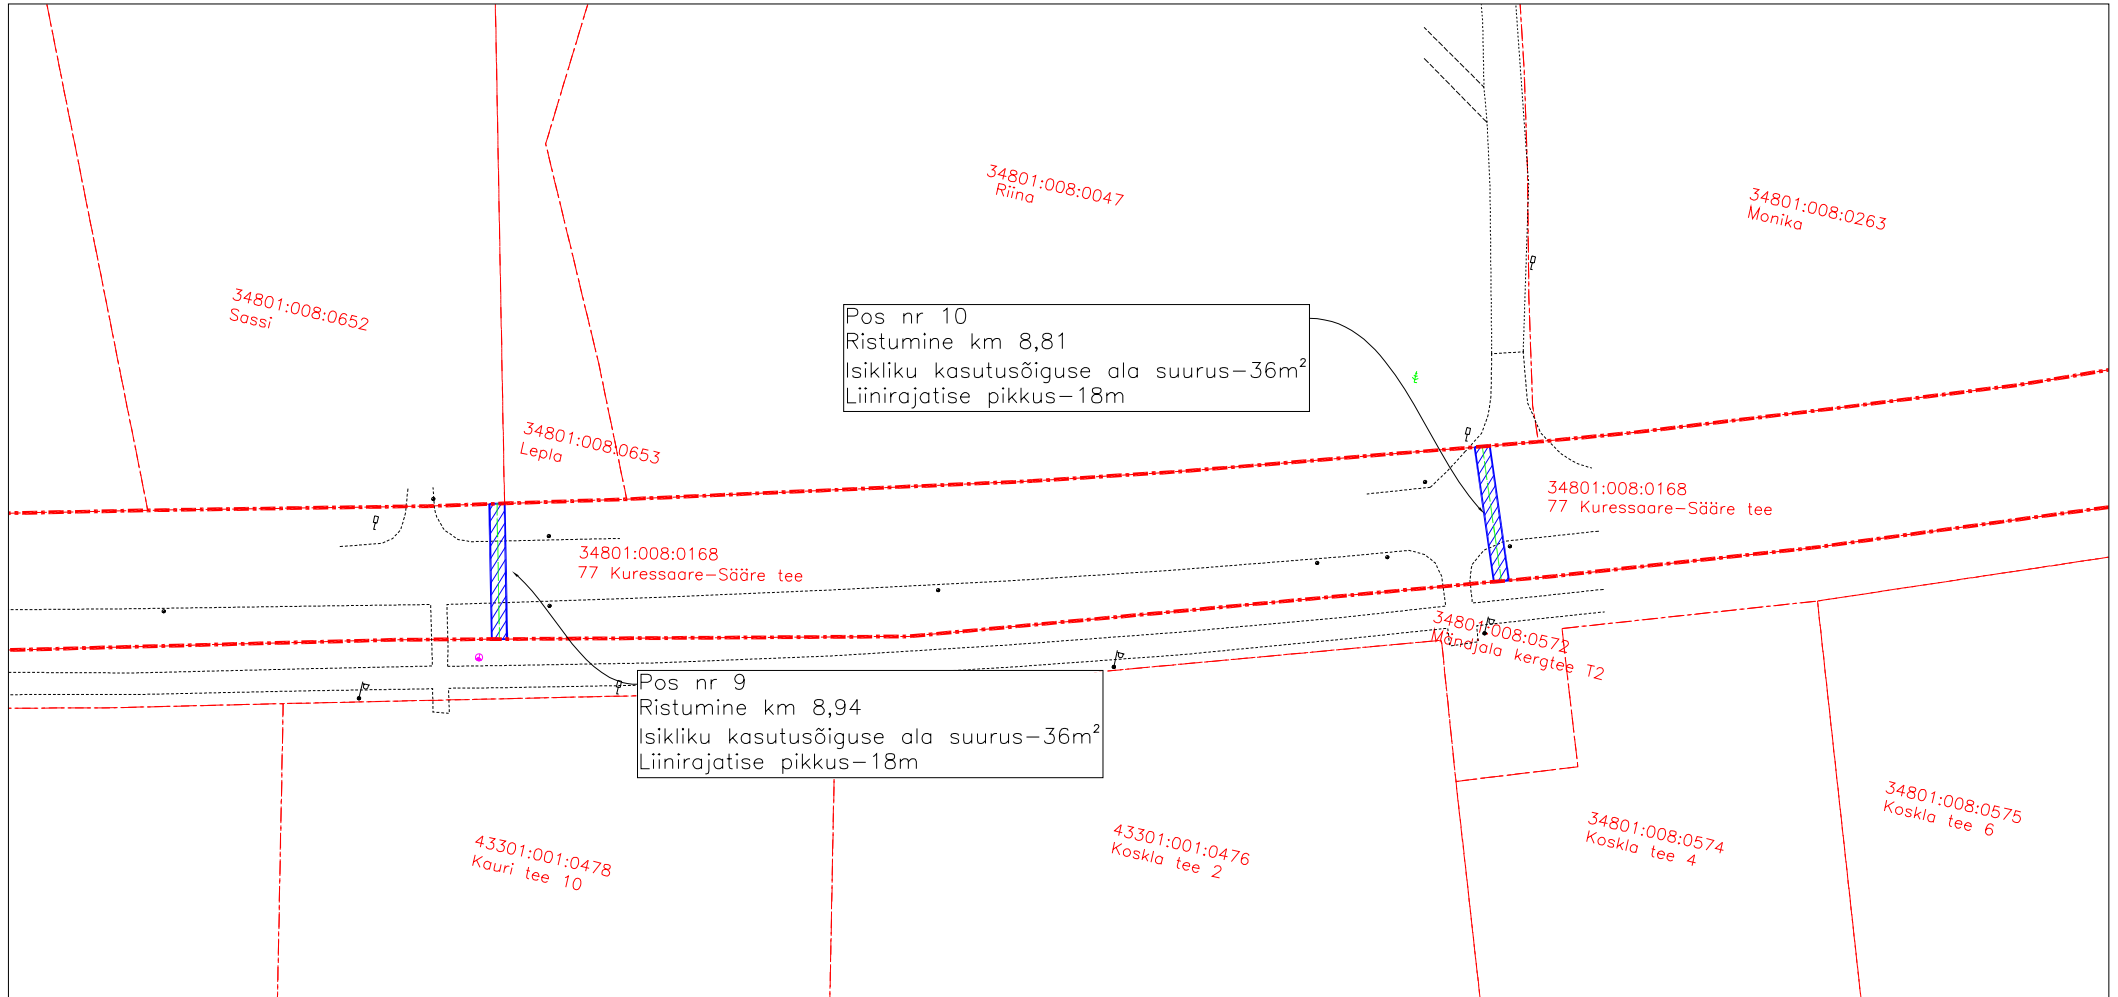 34801:008:0047
Riina
34801:008:0263
Monika
34801:008:0652
Sassi
Pos nr 10
Ristumine km 8,81
Isikliku kasutusõiguse ala suurus-36m²
Liinirajatise pikkus-18m
34801:008:0653
Lepla
34801:008:0168
77 Kuressaare-Sääre tee
34801:008:0168
77 Kuressaare-Sääre tee
34801:008:0572
Mändjala kergtee T2
Pos nr 9
Ristumine km 8,94
Isikliku kasutusõiguse ala suurus-36m²
Liinirajatise pikkus-18m
43301:001:0478
Kauri tee 10
43301:001:0476
Koskla tee 2
34801:008:0574
Koskla tee 4
34801:008:0575
Koskla tee 6